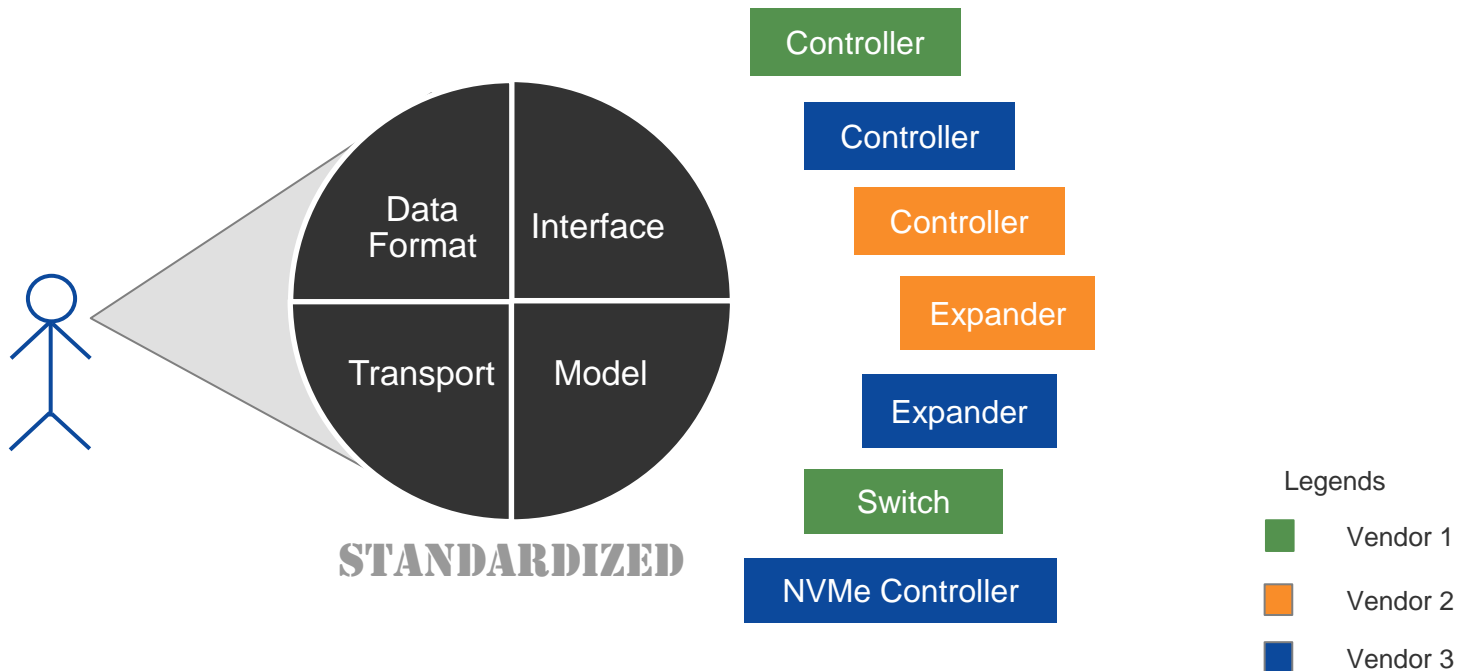 Controller
Controller
Data
Format
Interface
Controller
Expander
Transport
Model
Expander
Switch
STANDARDIZED
NVMe Controller
Legends
Vendor 1
Vendor 2
Vendor 3